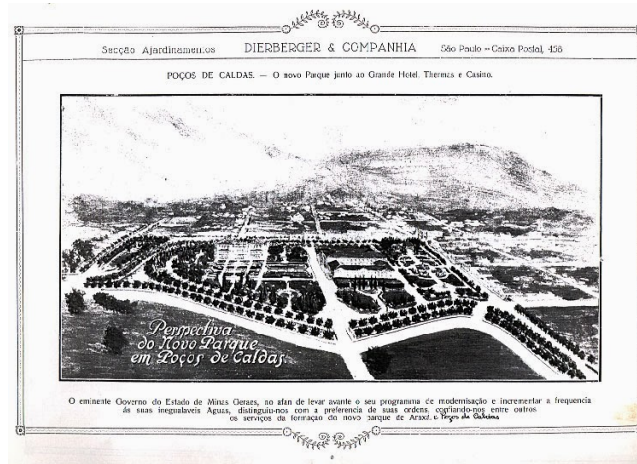 Secção Ajardinamentos DIERBERGER & COMPANHIA São Paulo -- Caixa Postal, 458
POÇOS DE CALDAS. — O novo Parque junto ao Grande Hotel, Thermas e Casino.
Perspectiva
do Novo Parque
em Poços de Caldas.
O eminente Governo do Estado de Minas Geraes, no afan de levar avante o seu programma de modernisação e incrementar a frequencia
ás suas inegualaveis Aguas, distinguiu-nos com a preferencia de suas ordens, confiando-nos entre outros
os serviços da formação do novo parque de Araxá. e Poços de Caldas